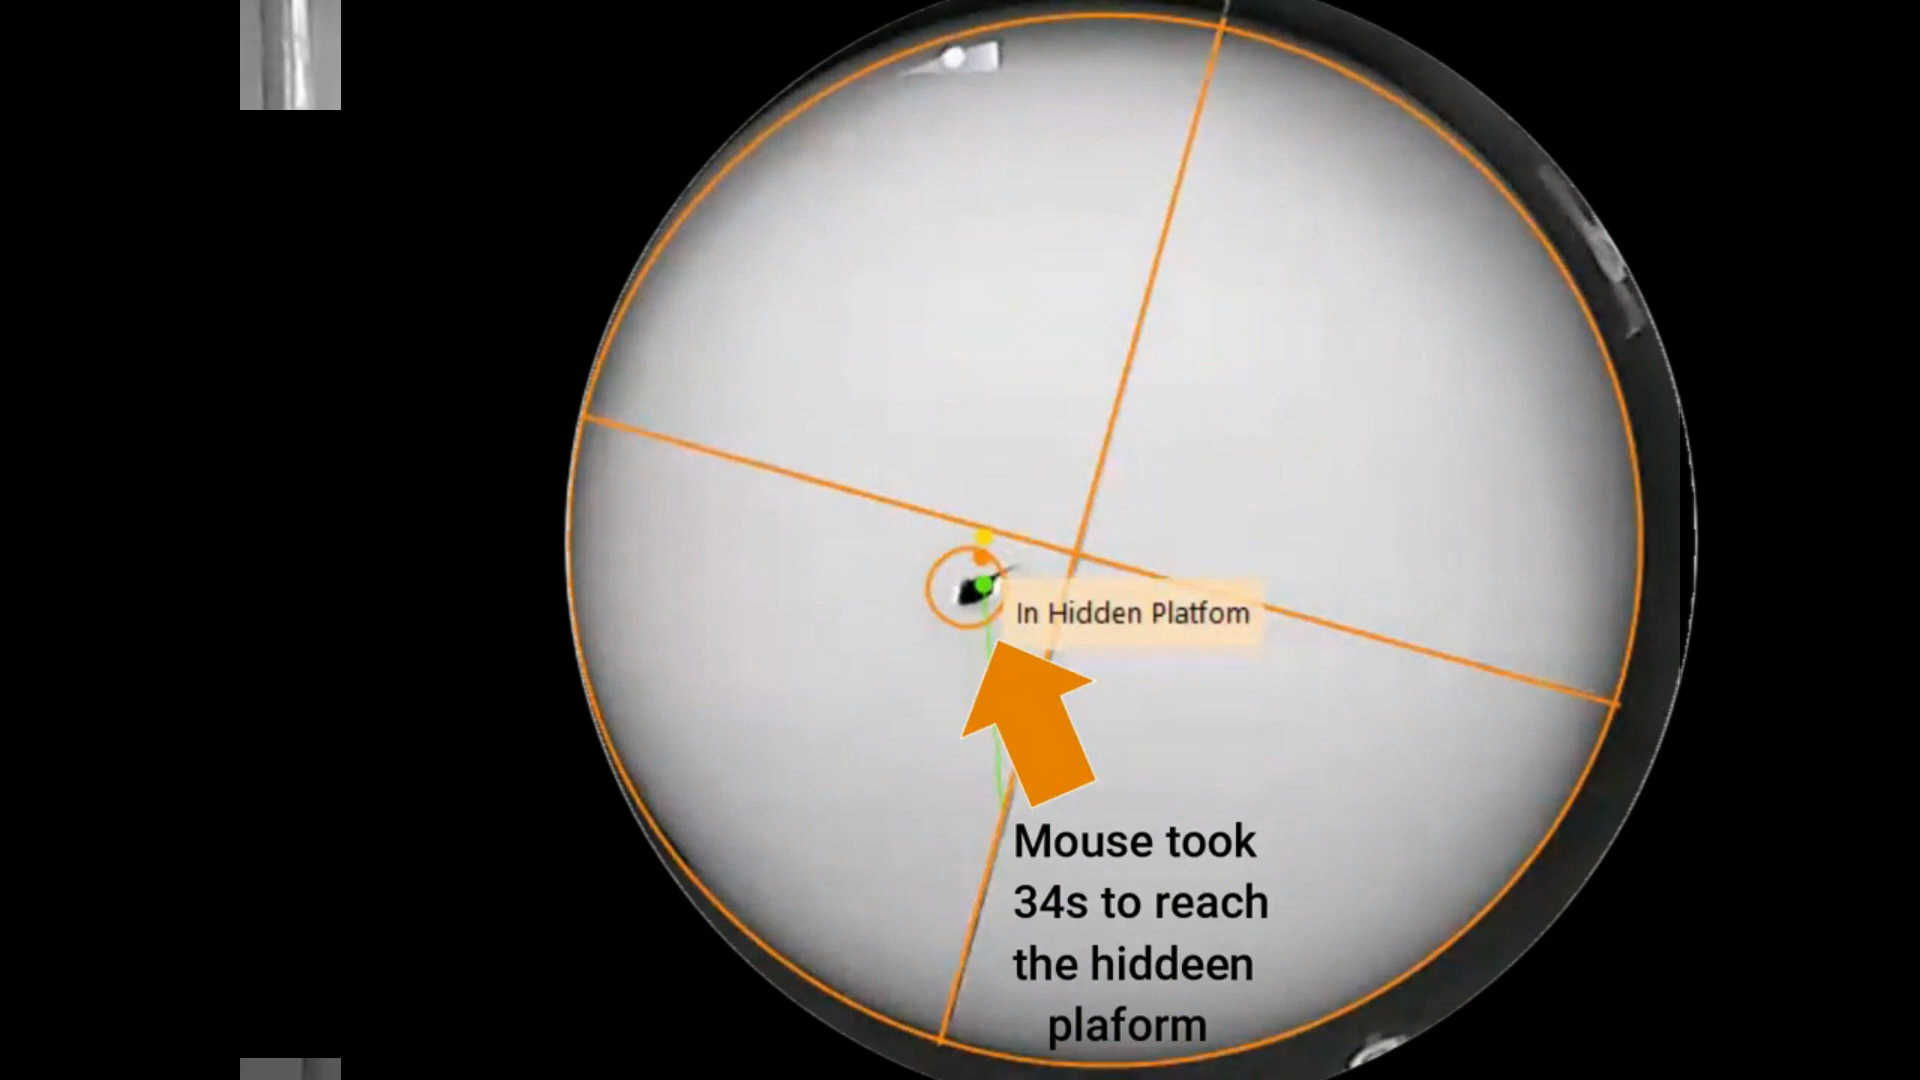 In Hidden Platfom
Mouse took
34s to reach
the hiddeen
plaform